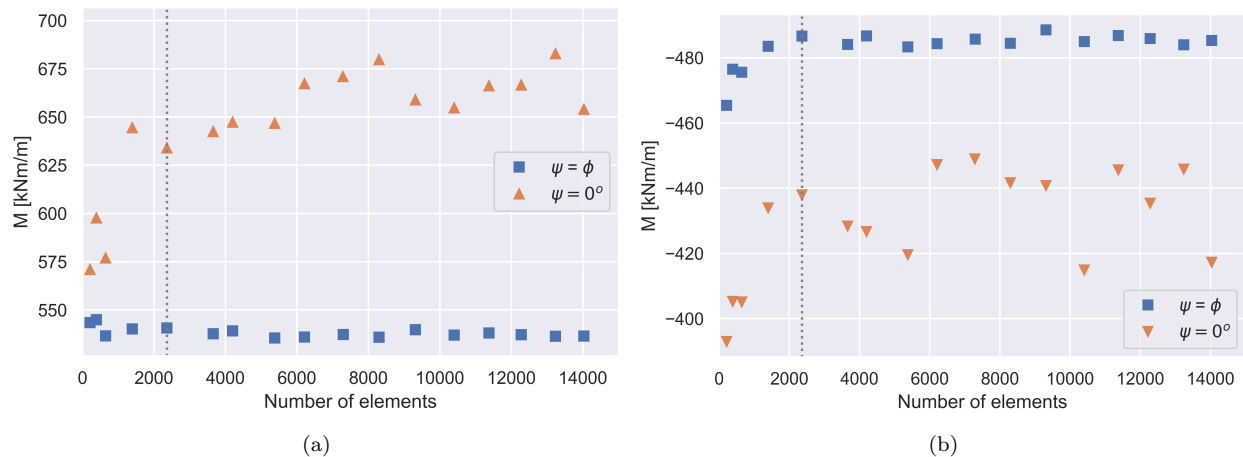 700
675
650
625
600
575
550
M [kNm/m]
ψ = ϕ
ψ = 0°
0 2000 4000 6000 8000 10000 12000 14000
Number of elements
(a)
−480
−460
−440
−420
−400
M [kNm/m]
ψ = ϕ
ψ = 0°
0 2000 4000 6000 8000 10000 12000 14000
Number of elements
(b)